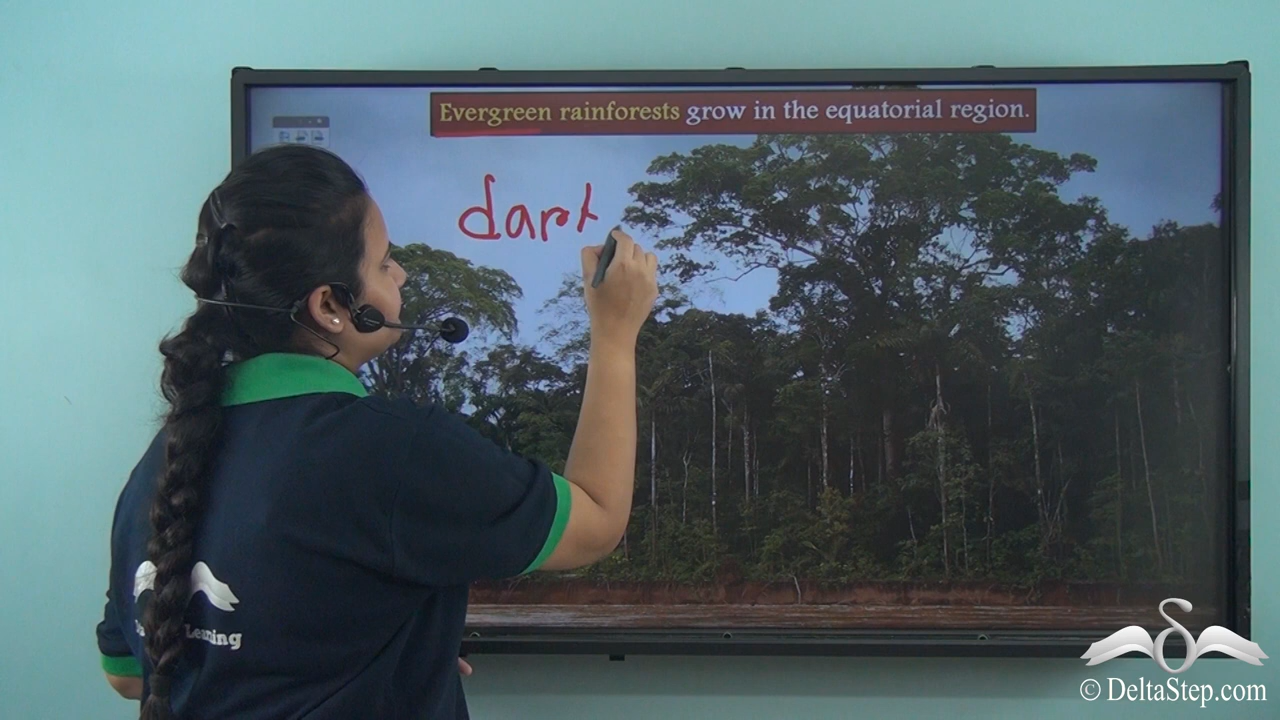 Evergreen rainforests grow in the equatorial region.
dark
Learning
© DeltaStep.com